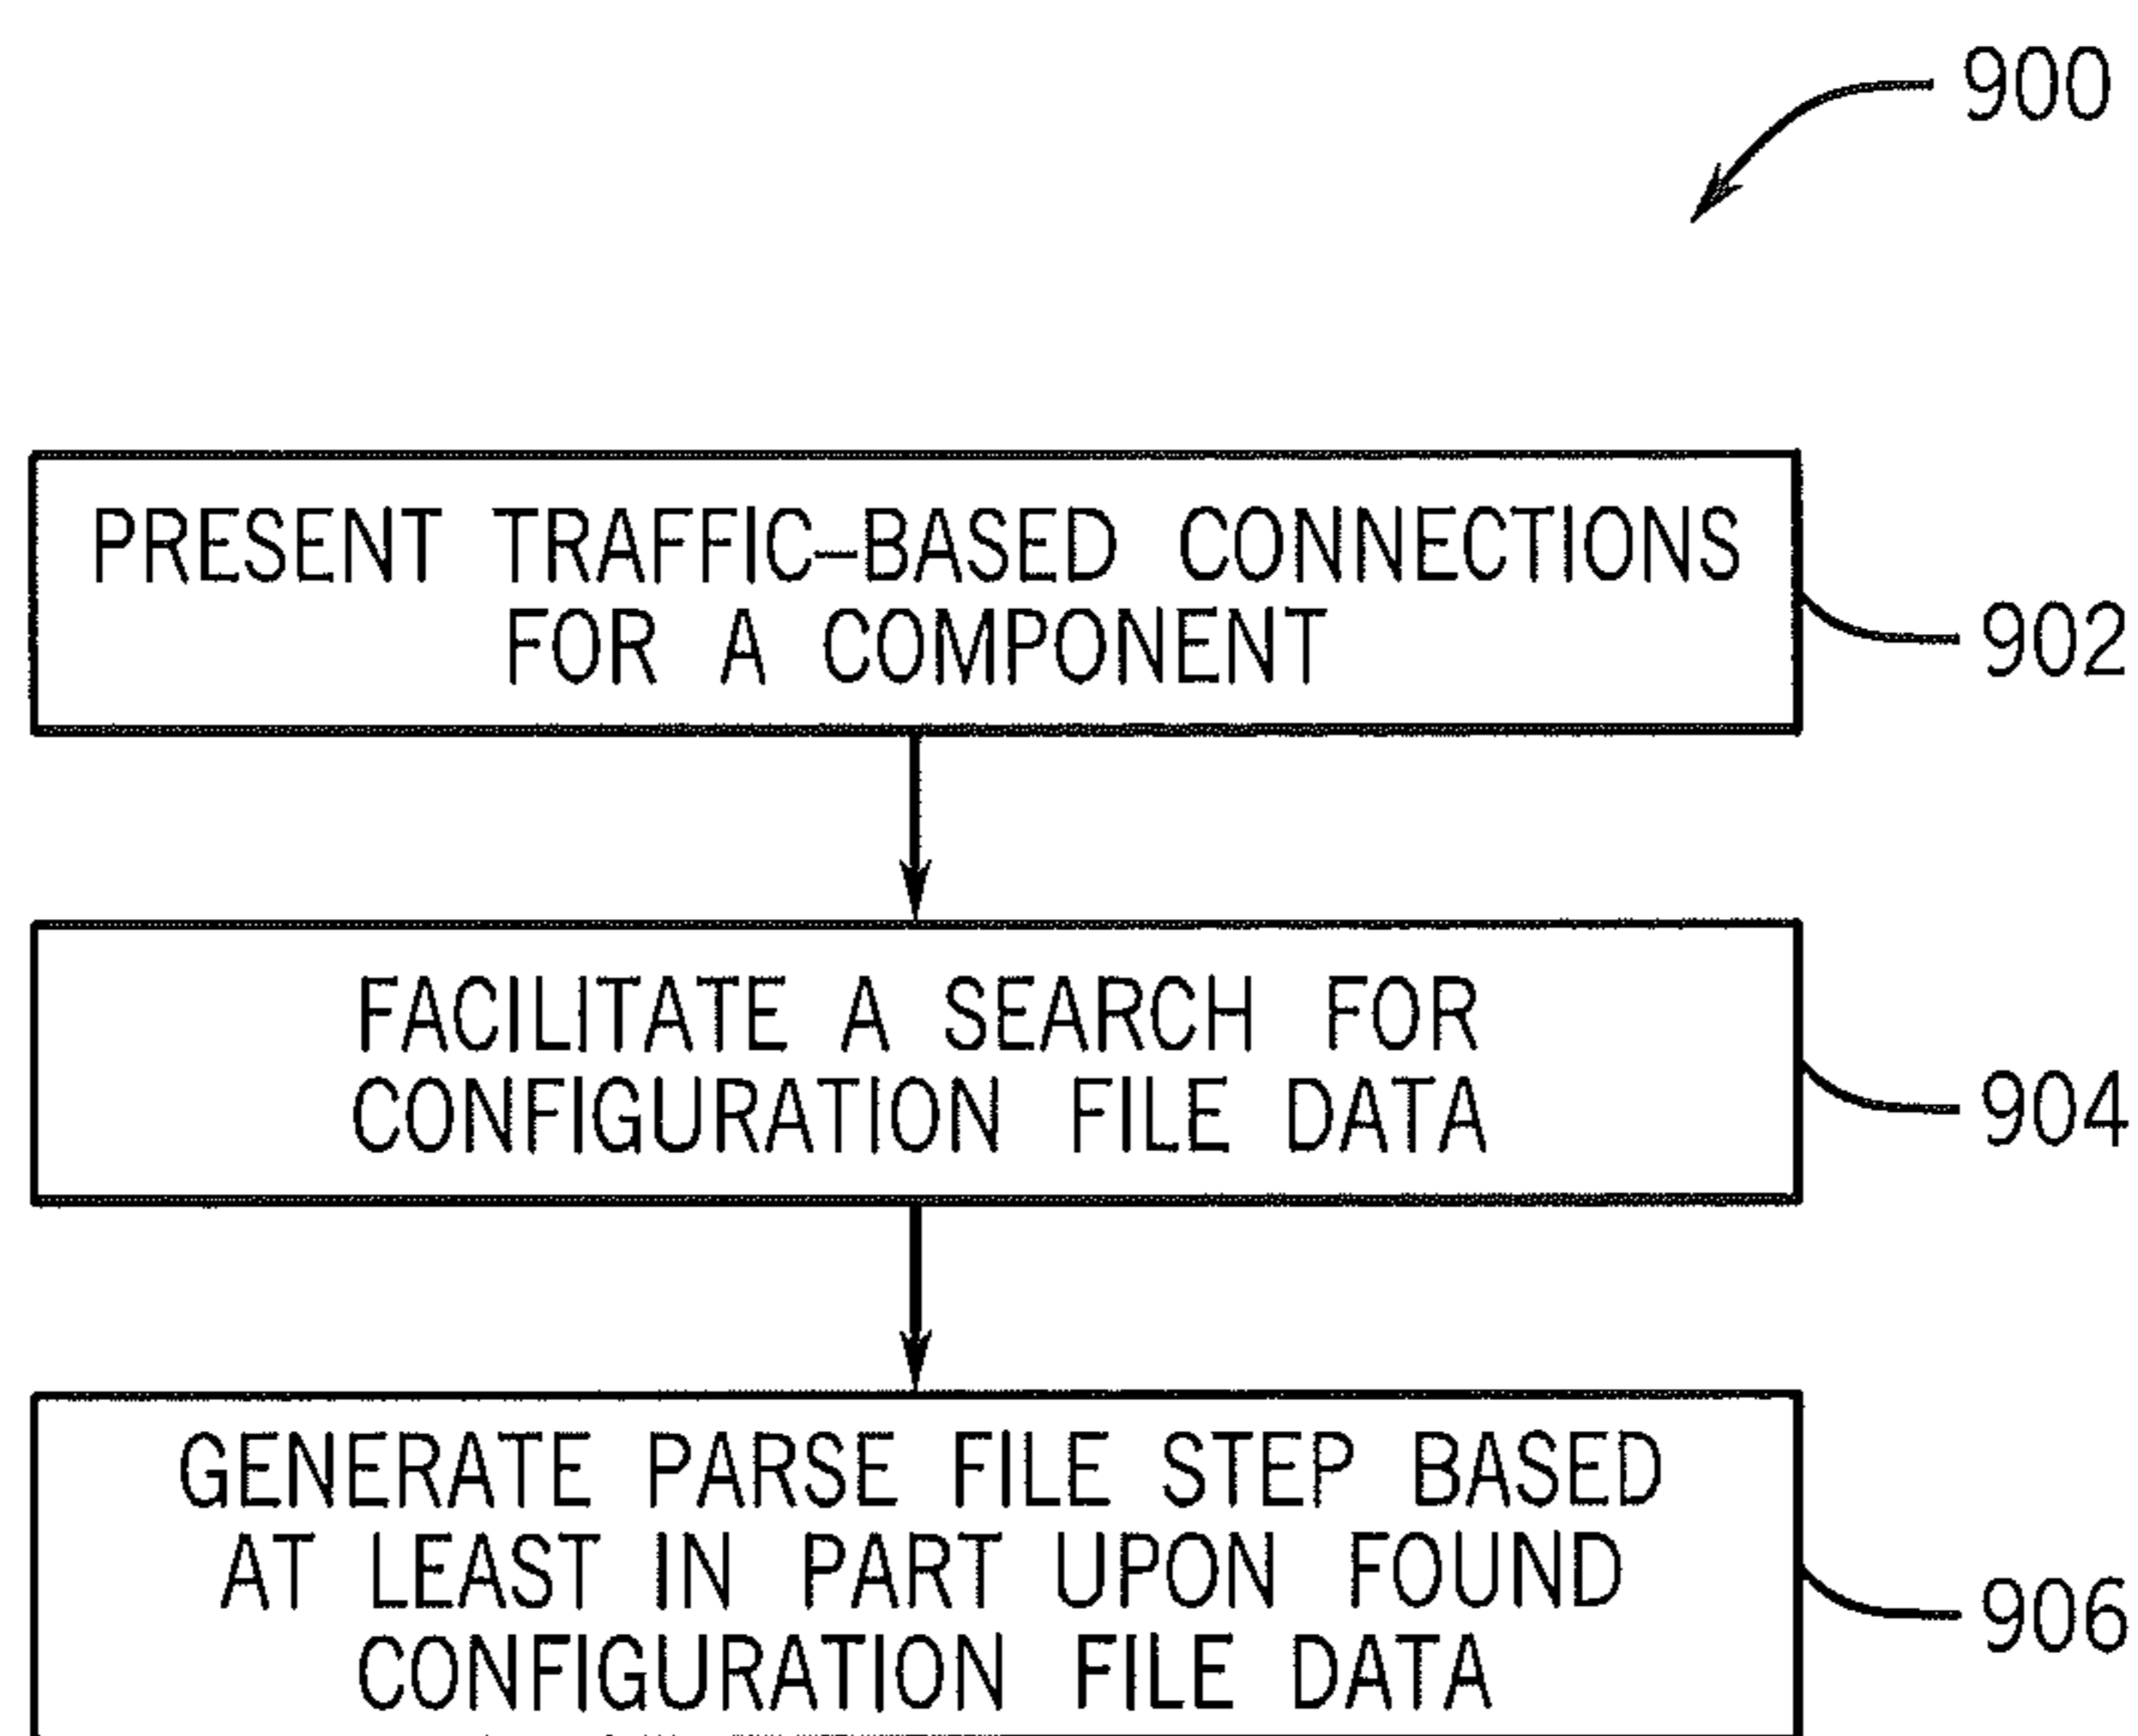 900
PRESENT TRAFFIC-BASED CONNECTIONS
FOR A COMPONENT
902
FACILITATE A SEARCH FOR
CONFIGURATION FILE DATA
904
GENERATE PARSE FILE STEP BASED
AT LEAST IN PART UPON FOUND
CONFIGURATION FILE DATA
906